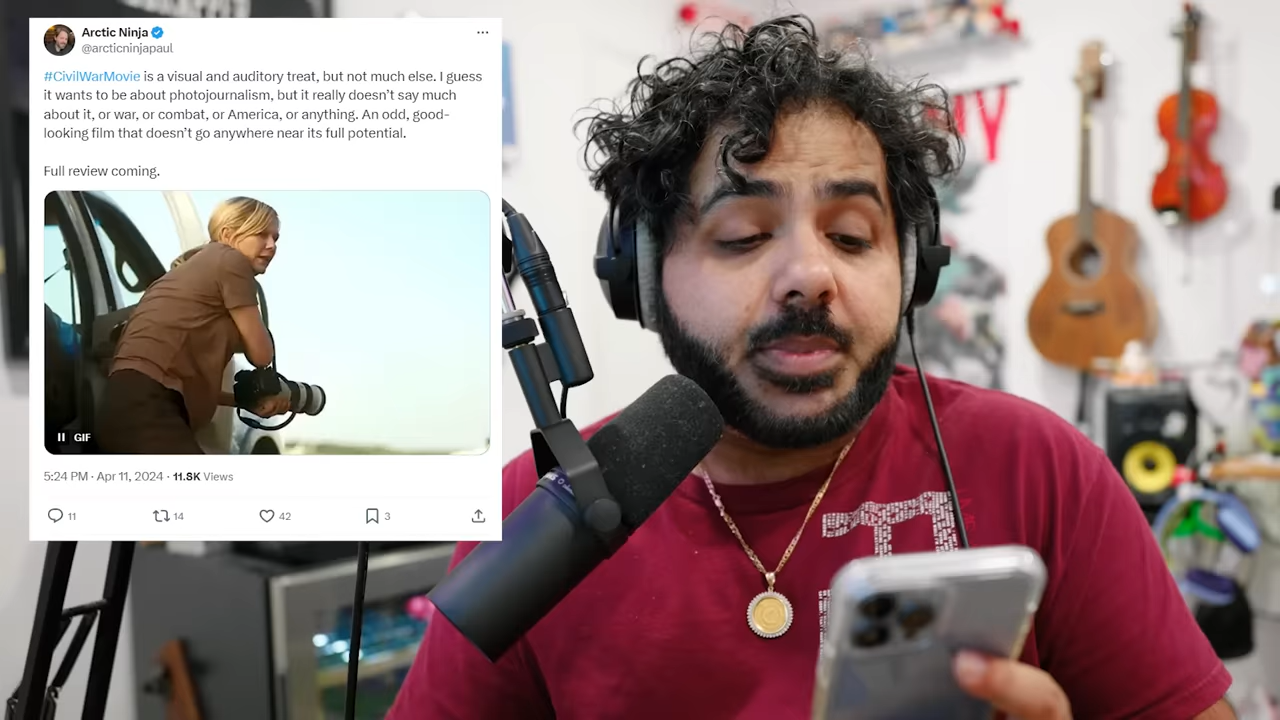 Arctic Ninja
@arcticninjapaul
#CivilWarMovie is a visual and auditory treat, but not much else. I guess
it wants to be about photojournalism, but it really doesn’t say much
about it, or war, or combat, or America, or anything. An odd, good-
looking film that doesn’t go anywhere near its full potential.
Full review coming.
GIF
5:24 PM · Apr 11, 2024 · 11.8K Views
11
14
42
3